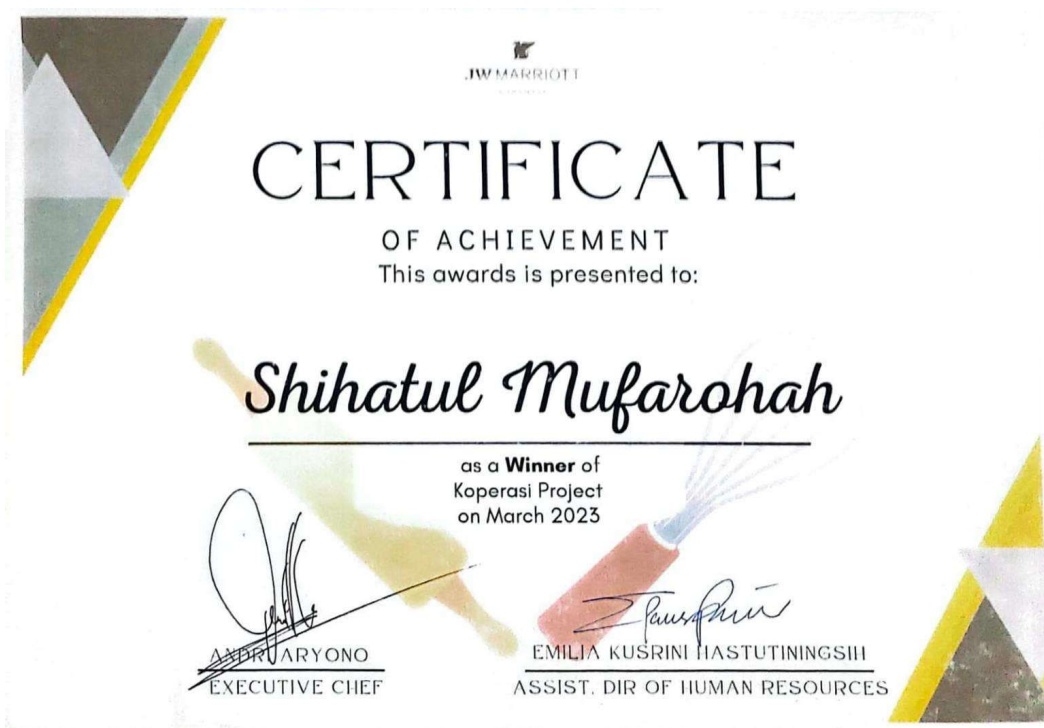 JW MARRIOTT
CERTIFICATE
OF ACHIEVEMENT
This awards is presented to:
Shihatul Mufarohah
as a Winner of
Koperasi Project
on March 2023
ARYONO
EXECUTIVE CHEF
EMILIA KUSRINI HASTUTININGSIH
ASSIST. DIR OF HUMAN RESOURCES